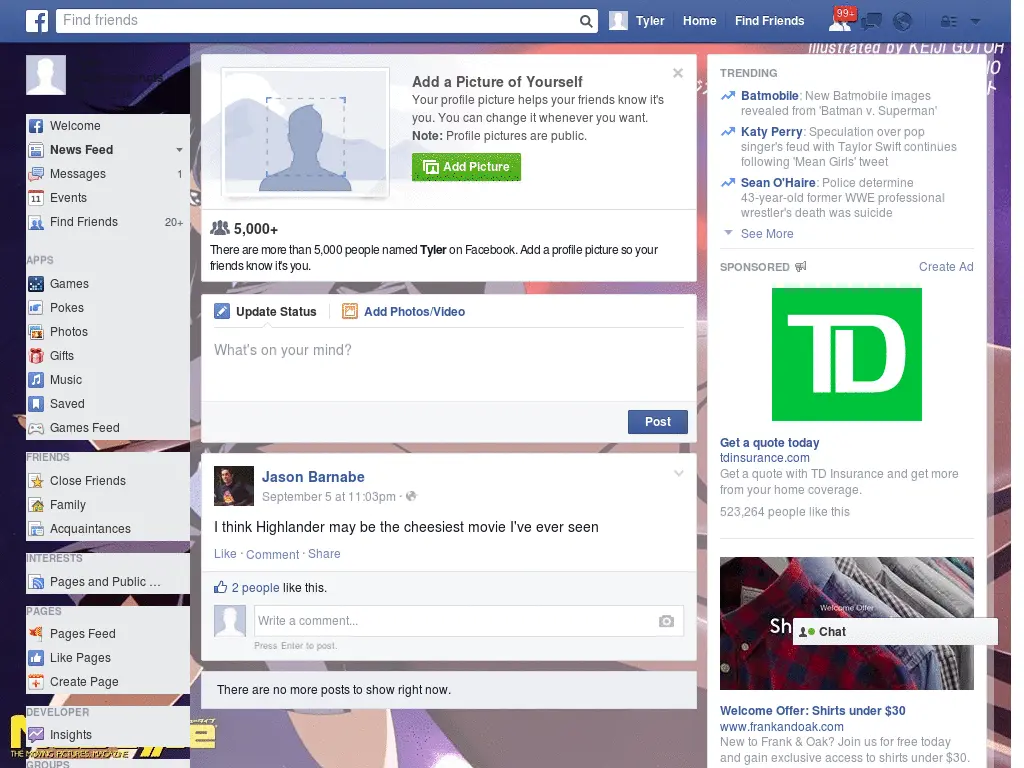 Find friends
Tyler
Home
Find Friends
99+
Illustrated by KEIJI GOTOH
Welcome
News Feed
Messages
1
Events
Find Friends
20+
APPS
Games
Pokes
Photos
Gifts
Music
Saved
Games Feed
FRIENDS
Close Friends
Family
Acquaintances
INTERESTS
Pages and Public ...
PAGES
Pages Feed
Like Pages
Create Page
DEVELOPER
Insights
THE MOVING PICTURES MAGAZINE
GROUPS
Add a Picture of Yourself
Your profile picture helps your friends know it's
you. You can change it whenever you want.
Note: Profile pictures are public.
Add Picture
5,000+
There are more than 5,000 people named Tyler on Facebook. Add a profile picture so your
friends know it's you.
Update Status
Add Photos/Video
What's on your mind?
Post
Jason Barnabe
September 5 at 11:03pm ·
I think Highlander may be the cheesiest movie I've ever seen
Like · Comment · Share
2 people like this.
Write a comment...
Press Enter to post.
There are no more posts to show right now.
TRENDING
Batmobile: New Batmobile images
revealed from 'Batman v. Superman'
Katy Perry: Speculation over pop
singer's feud with Taylor Swift continues
following 'Mean Girls' tweet
Sean O'Haire: Police determine
43-year-old former WWE professional
wrestler's death was suicide
See More
SPONSORED
Create Ad
TD
Get a quote today
tdinsurance.com
Get a quote with TD Insurance and get more
from your home coverage.
523,264 people like this
Welcome Offer
Sh
Chat
Welcome Offer: Shirts under $30
www.frankandoak.com
New to Frank & Oak? Join us for free today
and gain exclusive access to shirts under $30.